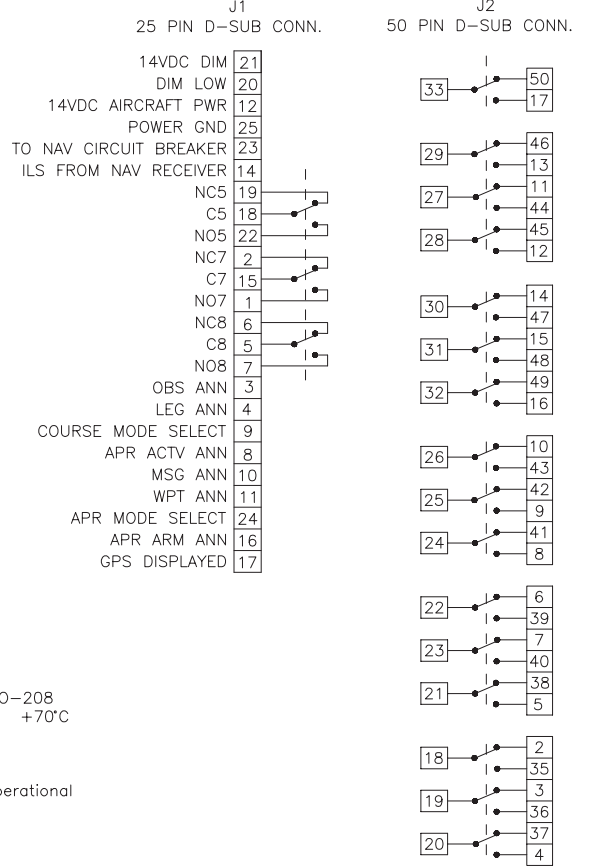 J1
25 PIN D-SUB CONN.
14VDC DIM 21
DIM LOW 20
14VDC AIRCRAFT PWR 12
POWER GND 25
TO NAV CIRCUIT BREAKER 23
ILS FROM NAV RECEIVER 14
NC5 19
C5 18
NO5 22
NC7 2
C7 15
NO7 1
NC8 6
C8 5
NO8 7
OBS ANN 3
LEG ANN 4
COURSE MODE SELECT 9
APR ACTV ANN 8
MSG ANN 10
WPT ANN 11
APR MODE SELECT 24
APR ARM ANN 16
GPS DISPLAYED 17
O-208
+70°C
perational
J2
50 PIN D-SUB CONN.
33 50
17
29 46
13
27 11
44
28 45
12
30 14
47
31 15
48
32 49
16
26 10
43
25 42
9
24 41
8
22 6
39
23 7
40
21 38
5
18 2
35
19 3
36
20 37
4